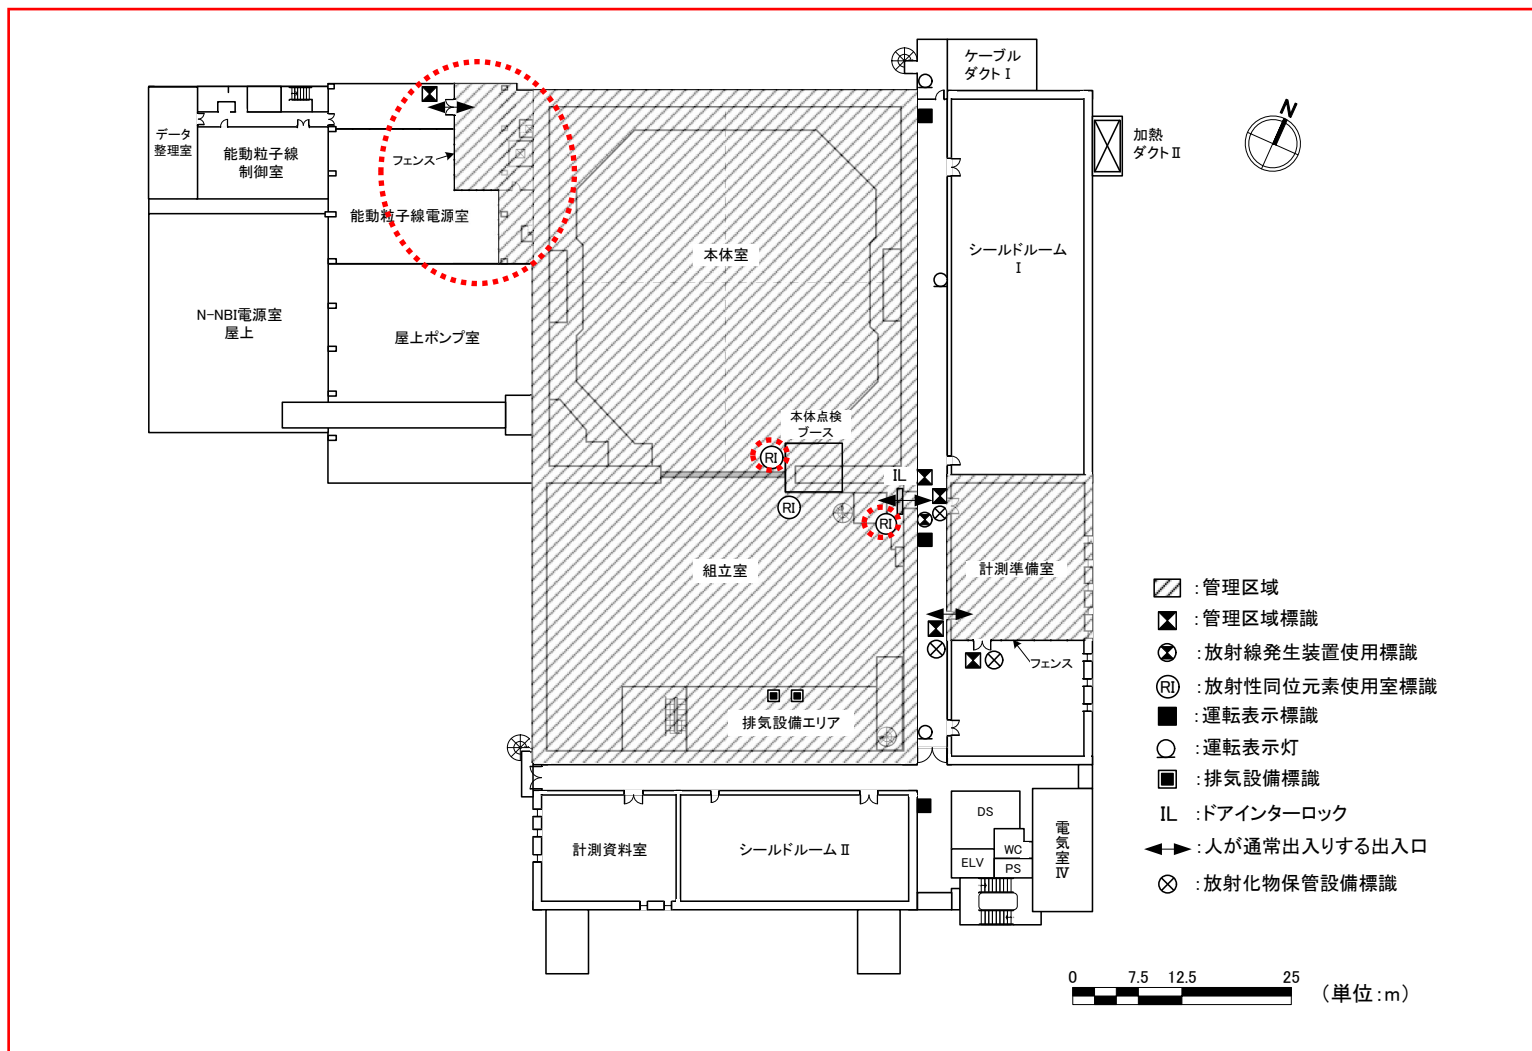 ケーブル
ダクトⅠ
N
データ
整理室
能動粒子線
制御室
フェンス
加熱
ダクトⅡ
能動粒子線電源室
本体室
シールドルーム
Ⅰ
N-NBI電源室
屋上
屋上ポンプ室
本体点検
ブース
RI
IL
RI
RI
組立室
計測準備室
フェンス
排気設備エリア
:管理区域
:管理区域標識
:放射線発生装置使用標識
RI :放射性同位元素使用室標識
:運転表示標識
:運転表示灯
:排気設備標識
IL :ドアインターロック
:人が通常出入りする出入口
:放射化物保管設備標識
計測資料室
シールドルームⅡ
DS
WC
ELV
PS
電気室Ⅳ
0 7.5 12.5 25
(単位:m)